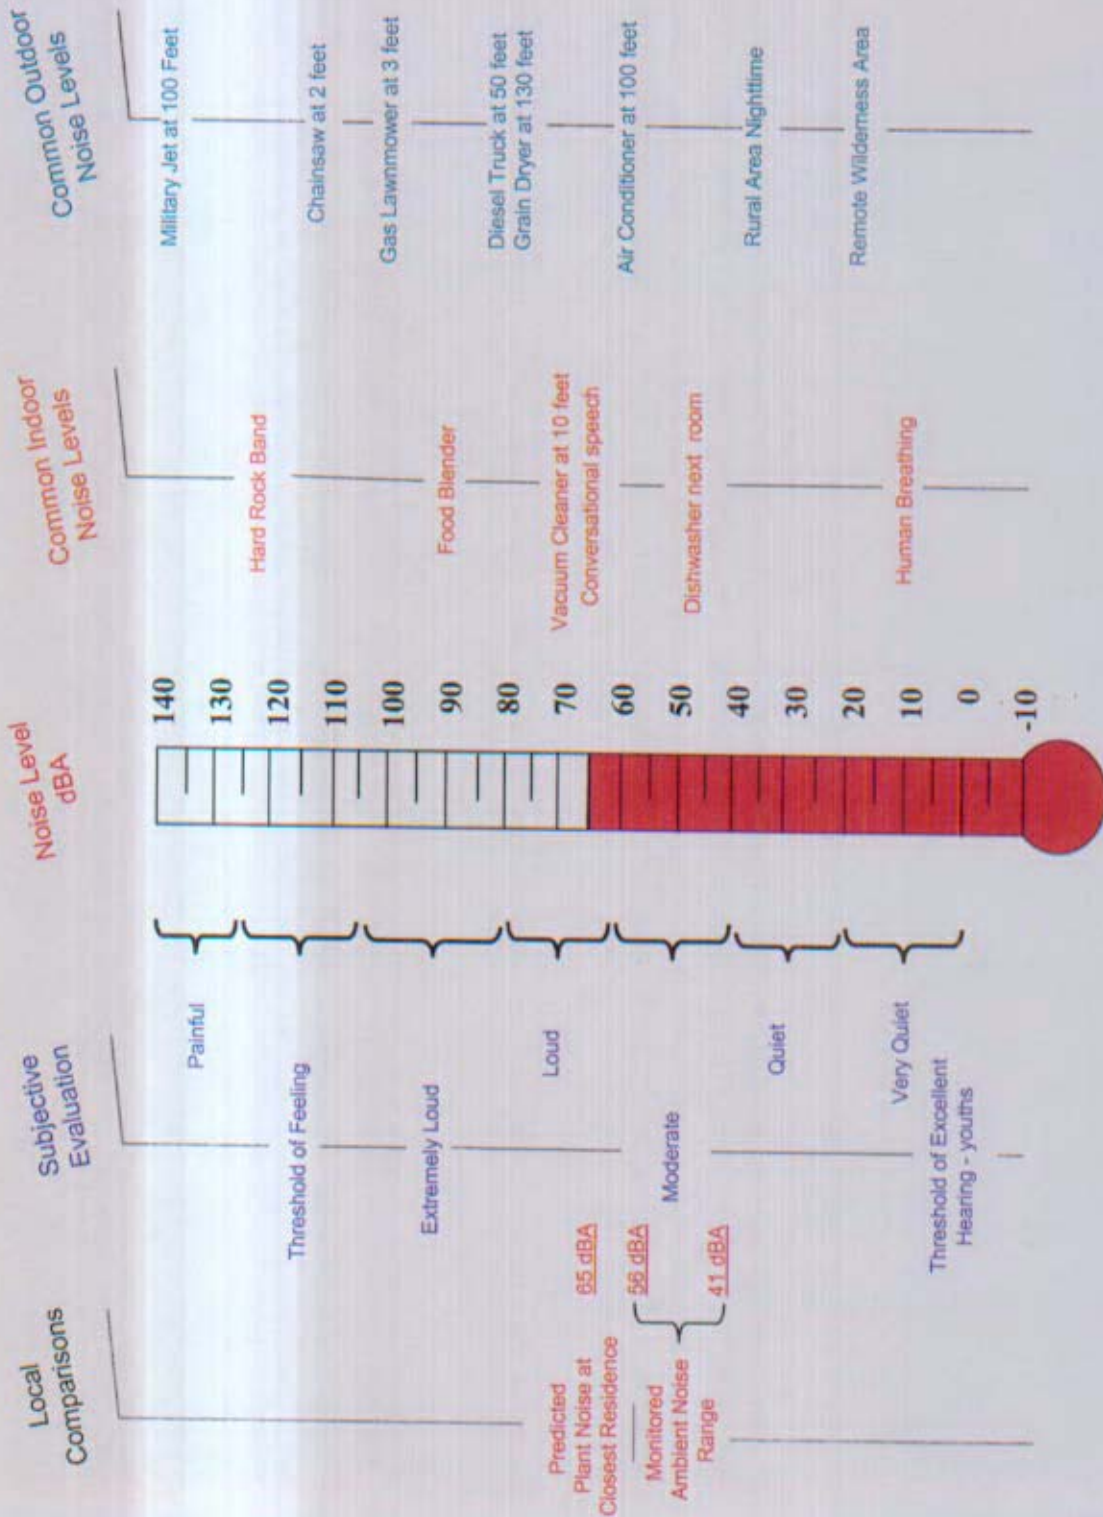 Local
Comparisons
Predicted
Plant Noise at
Closest Residence
65 dBA
Monitored
Ambient Noise
Range
56 dBA
41 dBA
Subjective
Evaluation
Painful
Threshold of Feeling
Extremely Loud
Loud
Moderate
Quiet
Very Quiet
Threshold of Excellent
Hearing - youths
Noise Level
dBA
140
130
120
110
100
90
80
70
60
50
40
30
20
10
0
-10
Common Indoor
Noise Levels
Hard Rock Band
Food Blender
Vacuum Cleaner at 10 feet
Conversational speech
Dishwasher next room
Human Breathing
Common Outdoor
Noise Levels
Military Jet at 100 Feet
Chainsaw at 2 feet
Gas Lawnmower at 3 feet
Diesel Truck at 50 feet
Grain Dryer at 130 feet
Air Conditioner at 100 feet
Rural Area Nighttime
Remote Wilderness Area